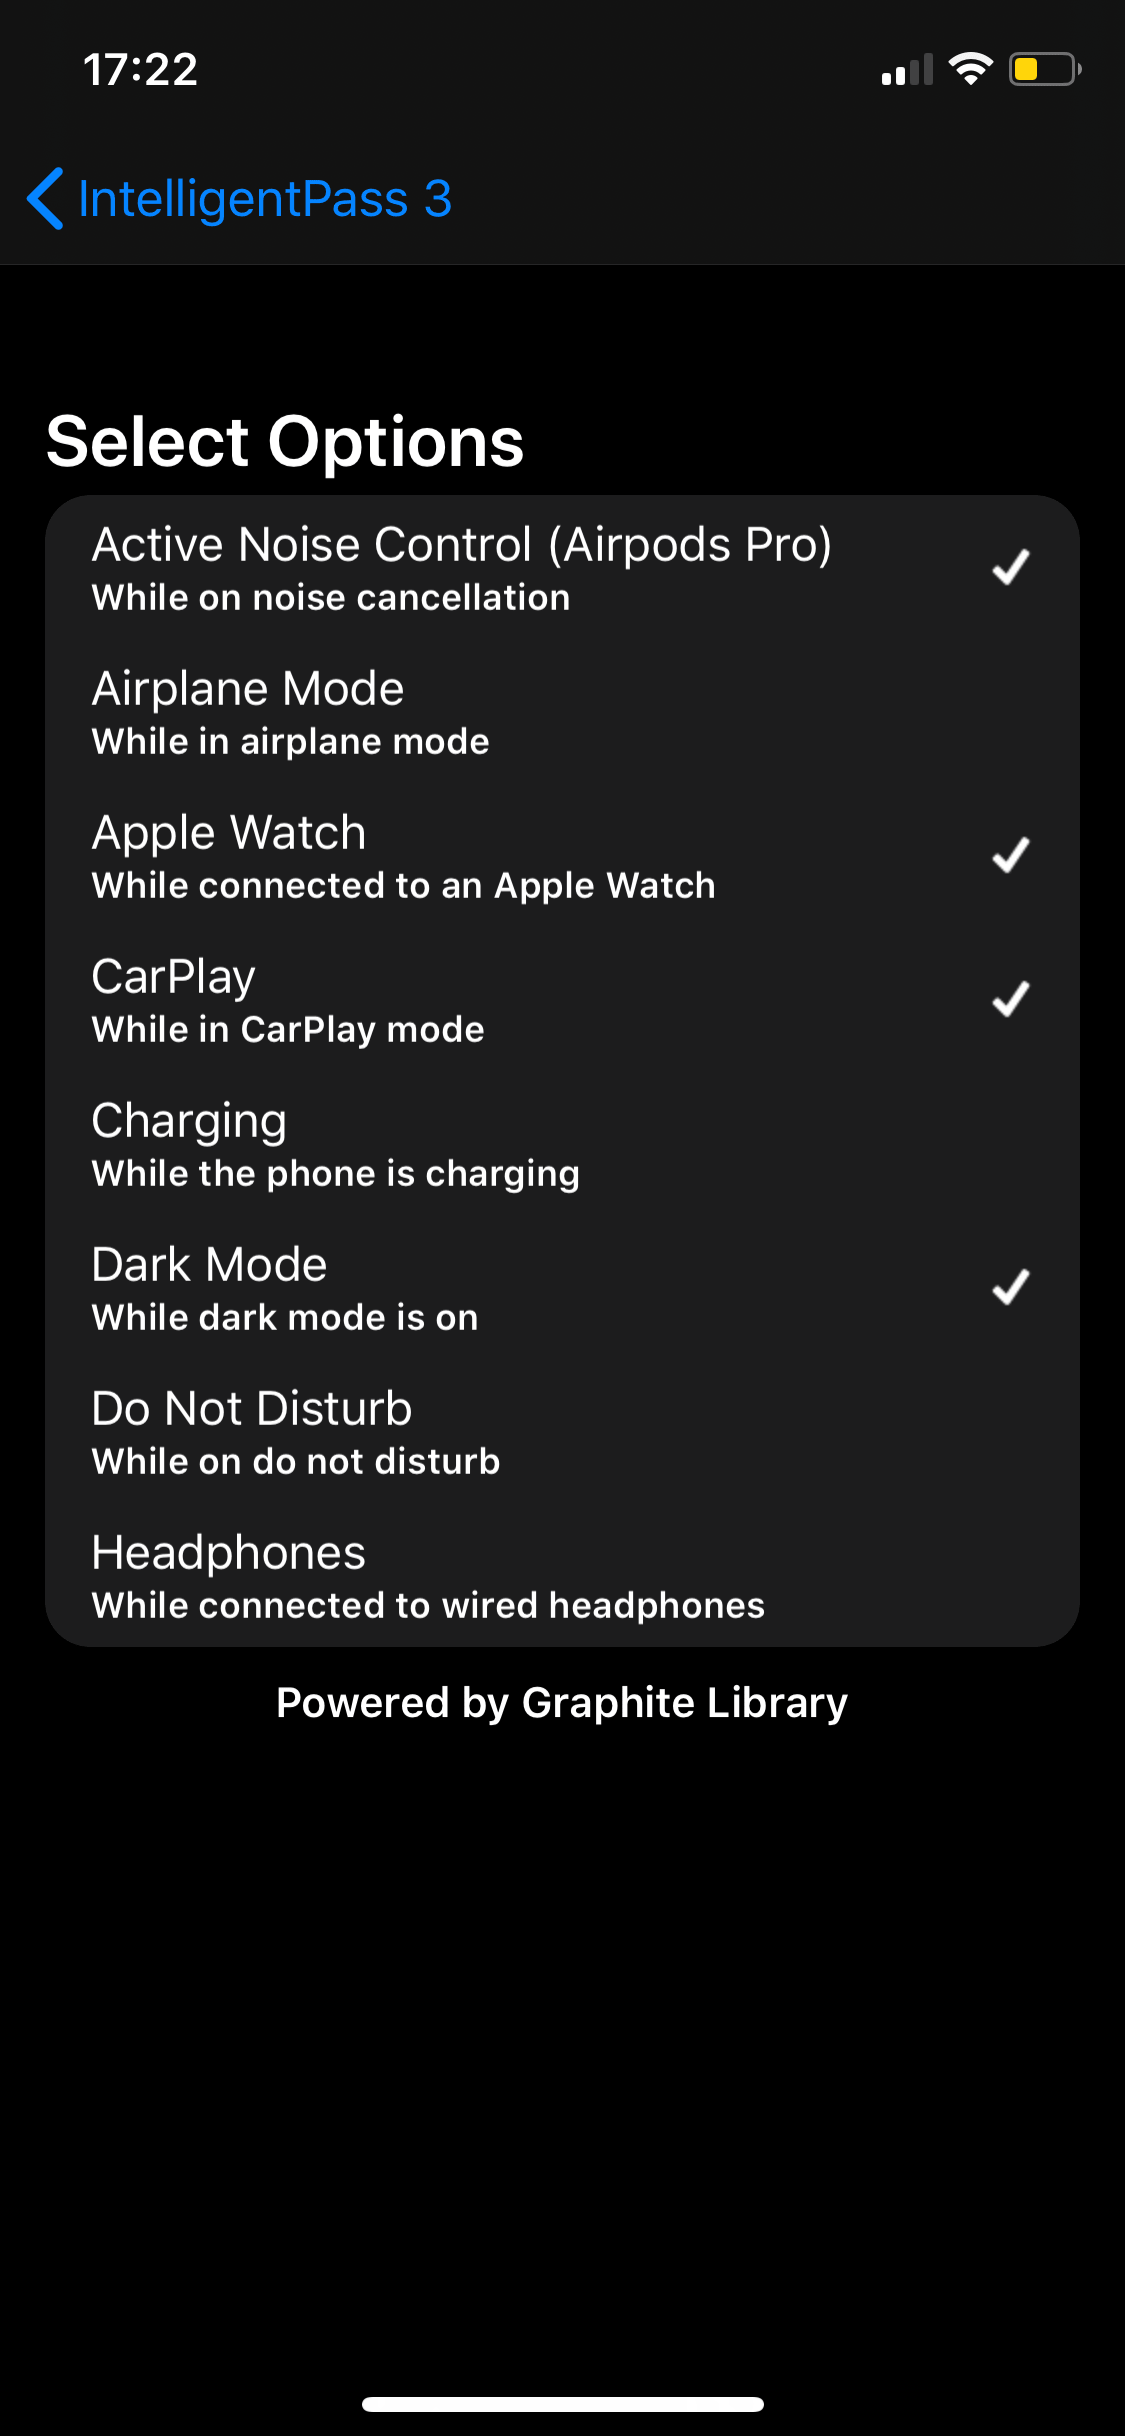 17:22
IntelligentPass 3
Select Options
Active Noise Control (Airpods Pro)
While on noise cancellation
Airplane Mode
While in airplane mode
Apple Watch
While connected to an Apple Watch
CarPlay
While in CarPlay mode
Charging
While the phone is charging
Dark Mode
While dark mode is on
Do Not Disturb
While on do not disturb
Headphones
While connected to wired headphones
Powered by Graphite Library